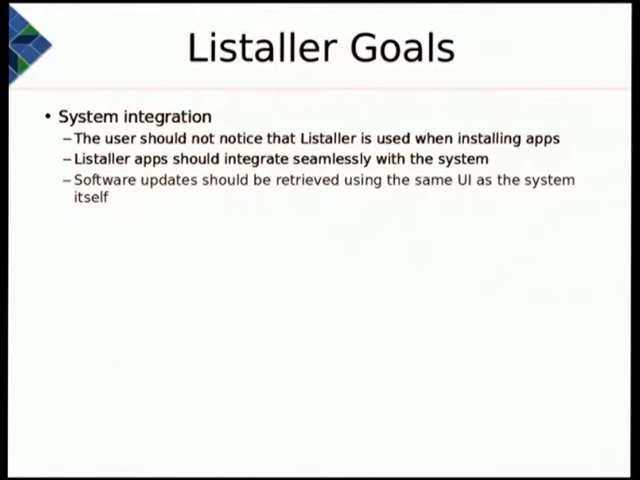 Listaller Goals
• System integration
–The user should not notice that Listaller is used when installing apps
–Listaller apps should integrate seamlessly with the system
–Software updates should be retrieved using the same UI as the system
itself